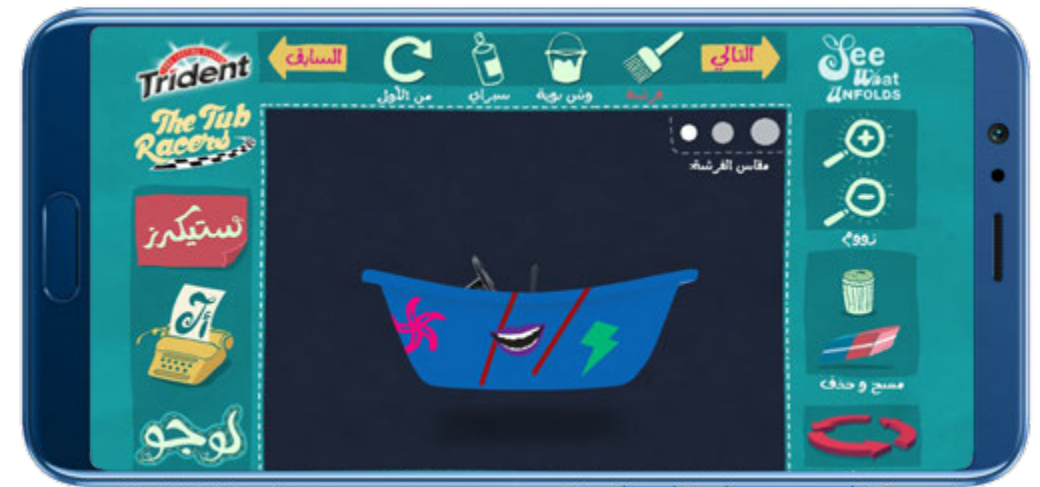 Trident
The Tub
Racers
السابق
من الأول
سبراي
وش بوية
فرشة
التالي
See
What
UNFOLDS
مقاس الفرشة:
ستيكرز
أ
لوجو
زووم
مسح و حذف